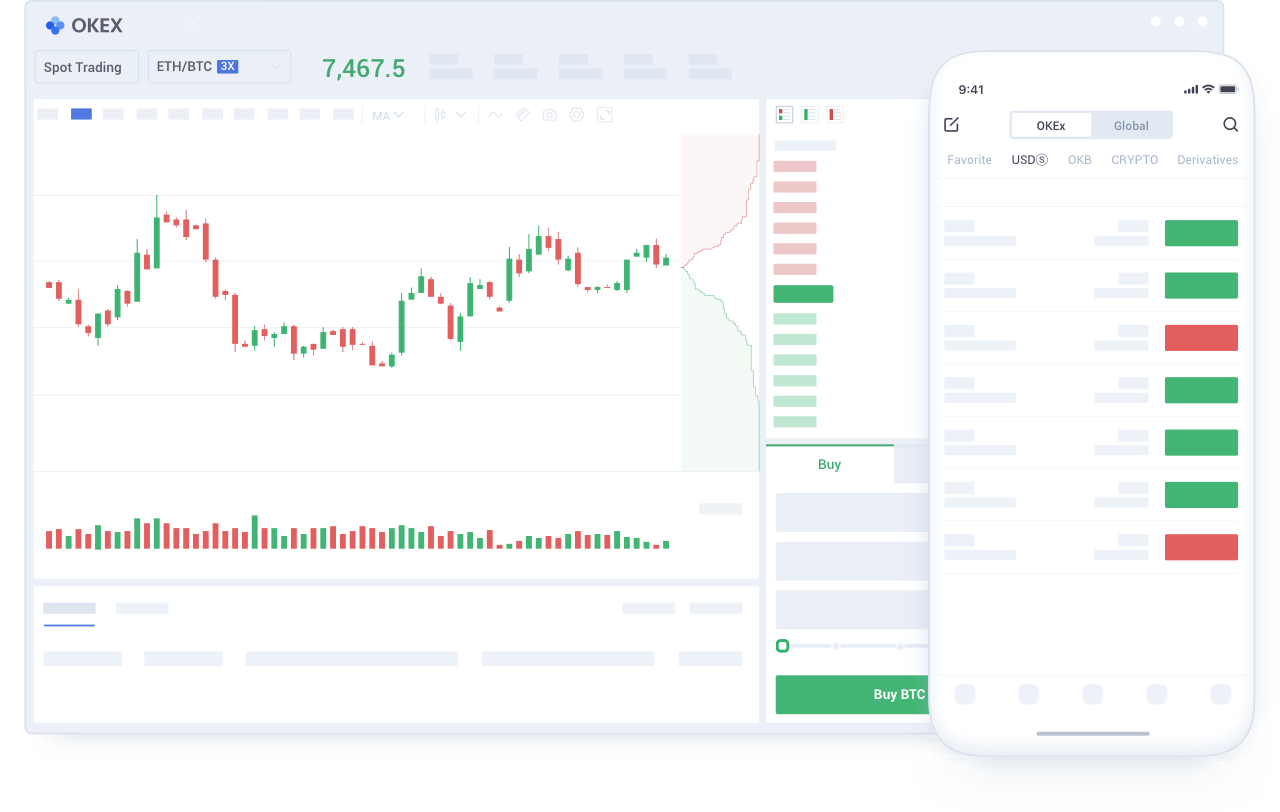 OKEX
Spot Trading
ETH/BTC 3X
7,467.5
MA
Buy
Buy BTC
9:41
OKEx Global
Favorite USDⓈ OKB CRYPTO Derivatives